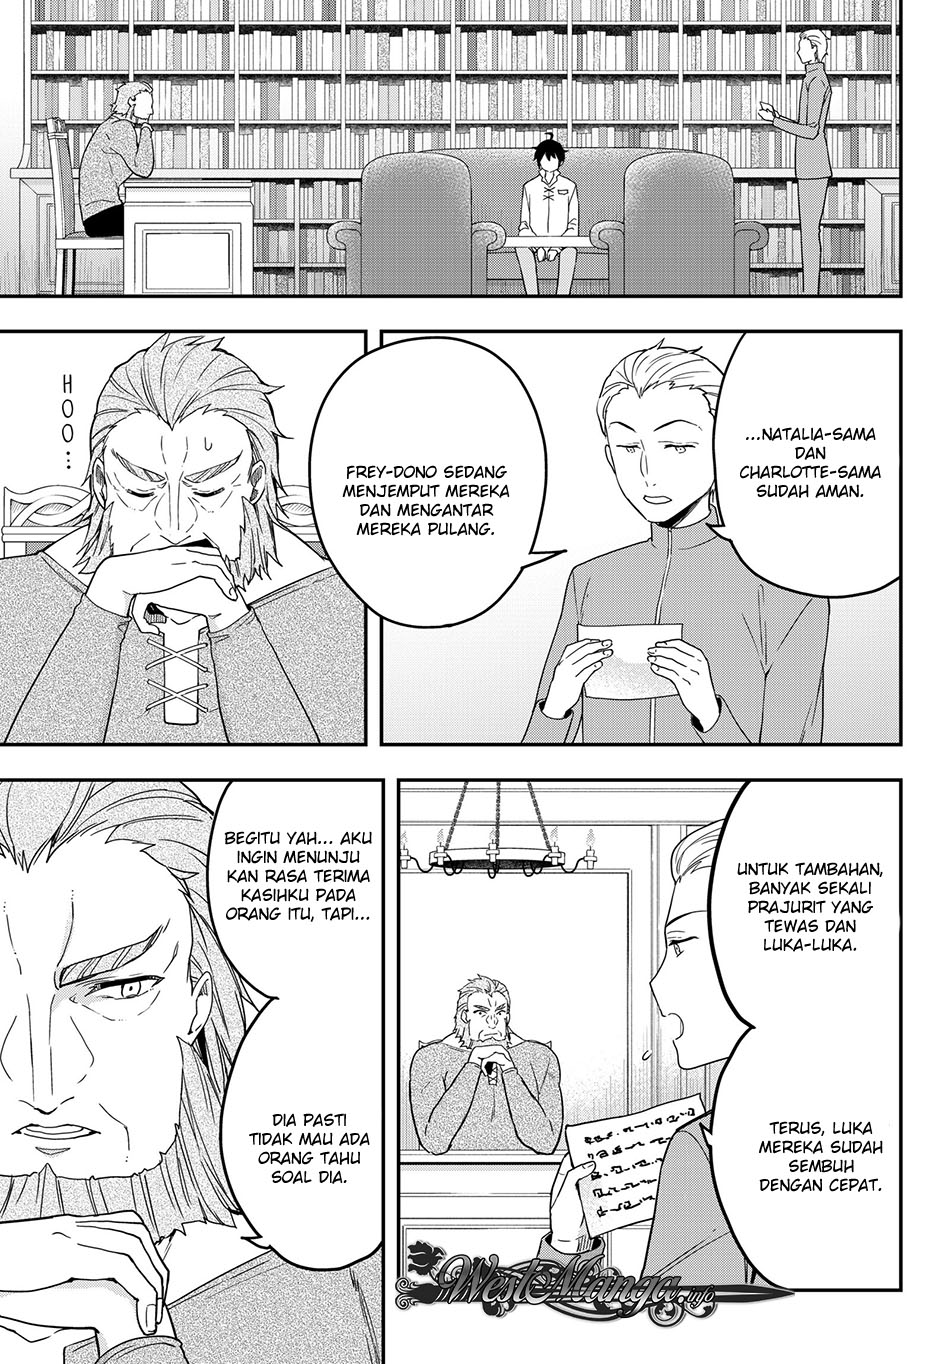 ...NATALIA-SAMA
DAN
CHARLOTTE-SAMA
SUDAH AMAN.
FREY-DONO SEDANG
MENJEMPUT MEREKA
DAN MENGANTAR
MEREKA PULANG.
HOO...
UNTUK TAMBAHAN,
BANYAK SEKALI
PRAJURIT YANG
TEWAS DAN
LUKA-LUKA.
TERUS, LUKA
MEREKA SUDAH
SEMBUH
DENGAN CEPAT.
BEGITU YAH... AKU
INGIN MENUNJU
KAN RASA TERIMA
KASIHKU PADA
ORANG ITU, TAPI...
DIA PASTI
TIDAK MAU ADA
ORANG TAHU
SOAL DIA.
WestManga.info